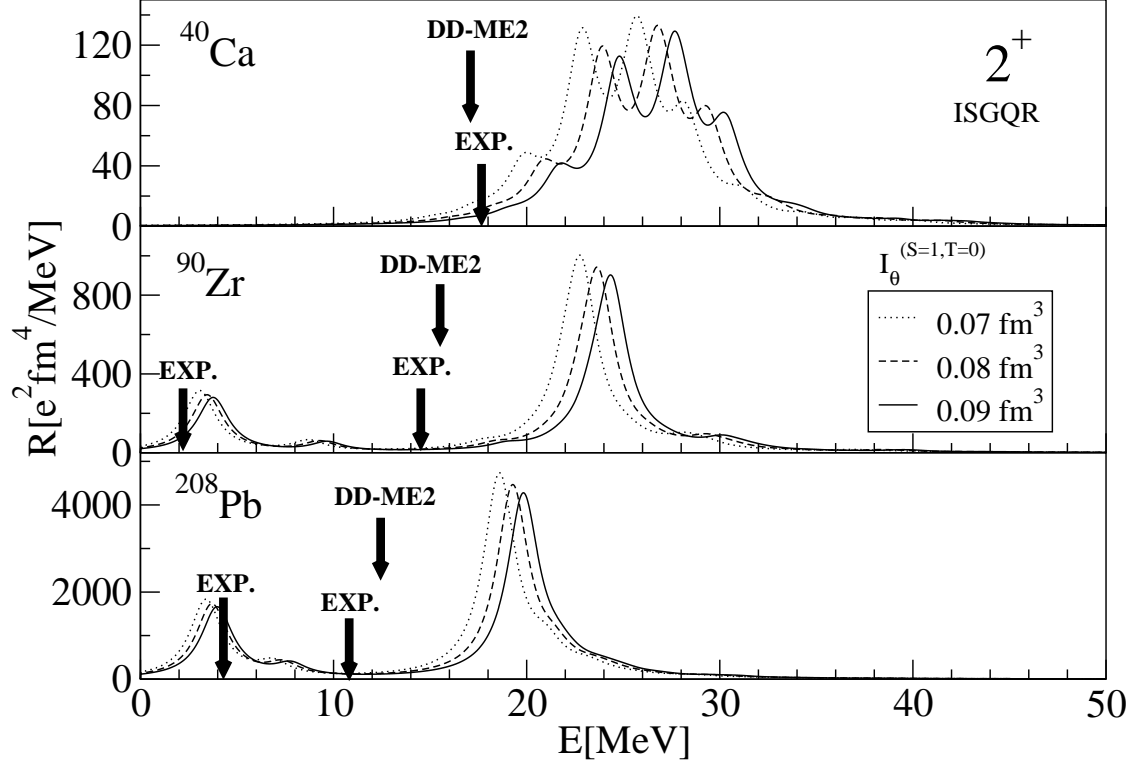 120
80
40
0
⁴⁰Ca
DD-ME2
EXP.
2⁺
ISGQR
800
400
0
⁹⁰Zr
DD-ME2
EXP.
EXP.
I_θ^(S=1,T=0)
0.07 fm³
0.08 fm³
0.09 fm³
4000
2000
0
²⁰⁸Pb
DD-ME2
EXP.
EXP.
0 10 20 30 40 50
E[MeV]
R[e²fm⁴/MeV]